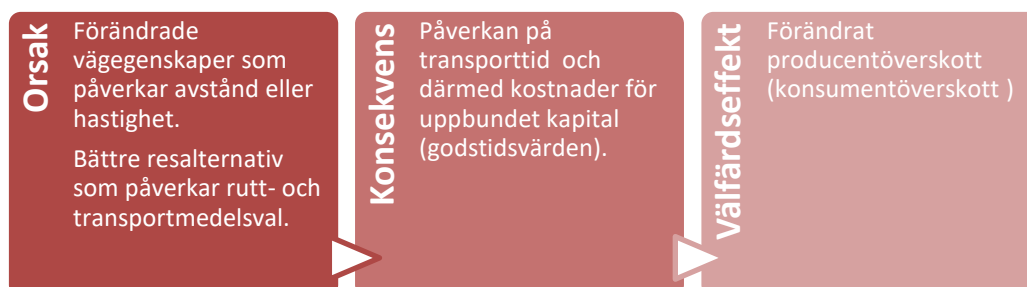 Orsak
Förändrade
vägegenskaper som
påverkar avstånd eller
hastighet.
Bättre resalternativ
som påverkar rutt- och
transportmedelsval.
Konsekvens
Påverkan på
transporttid och
därmed kostnader för
uppbundet kapital
(godstidsvärden).
Välfärdseffekt
Förändrat
producentöverskott
(konsumentöverskott )